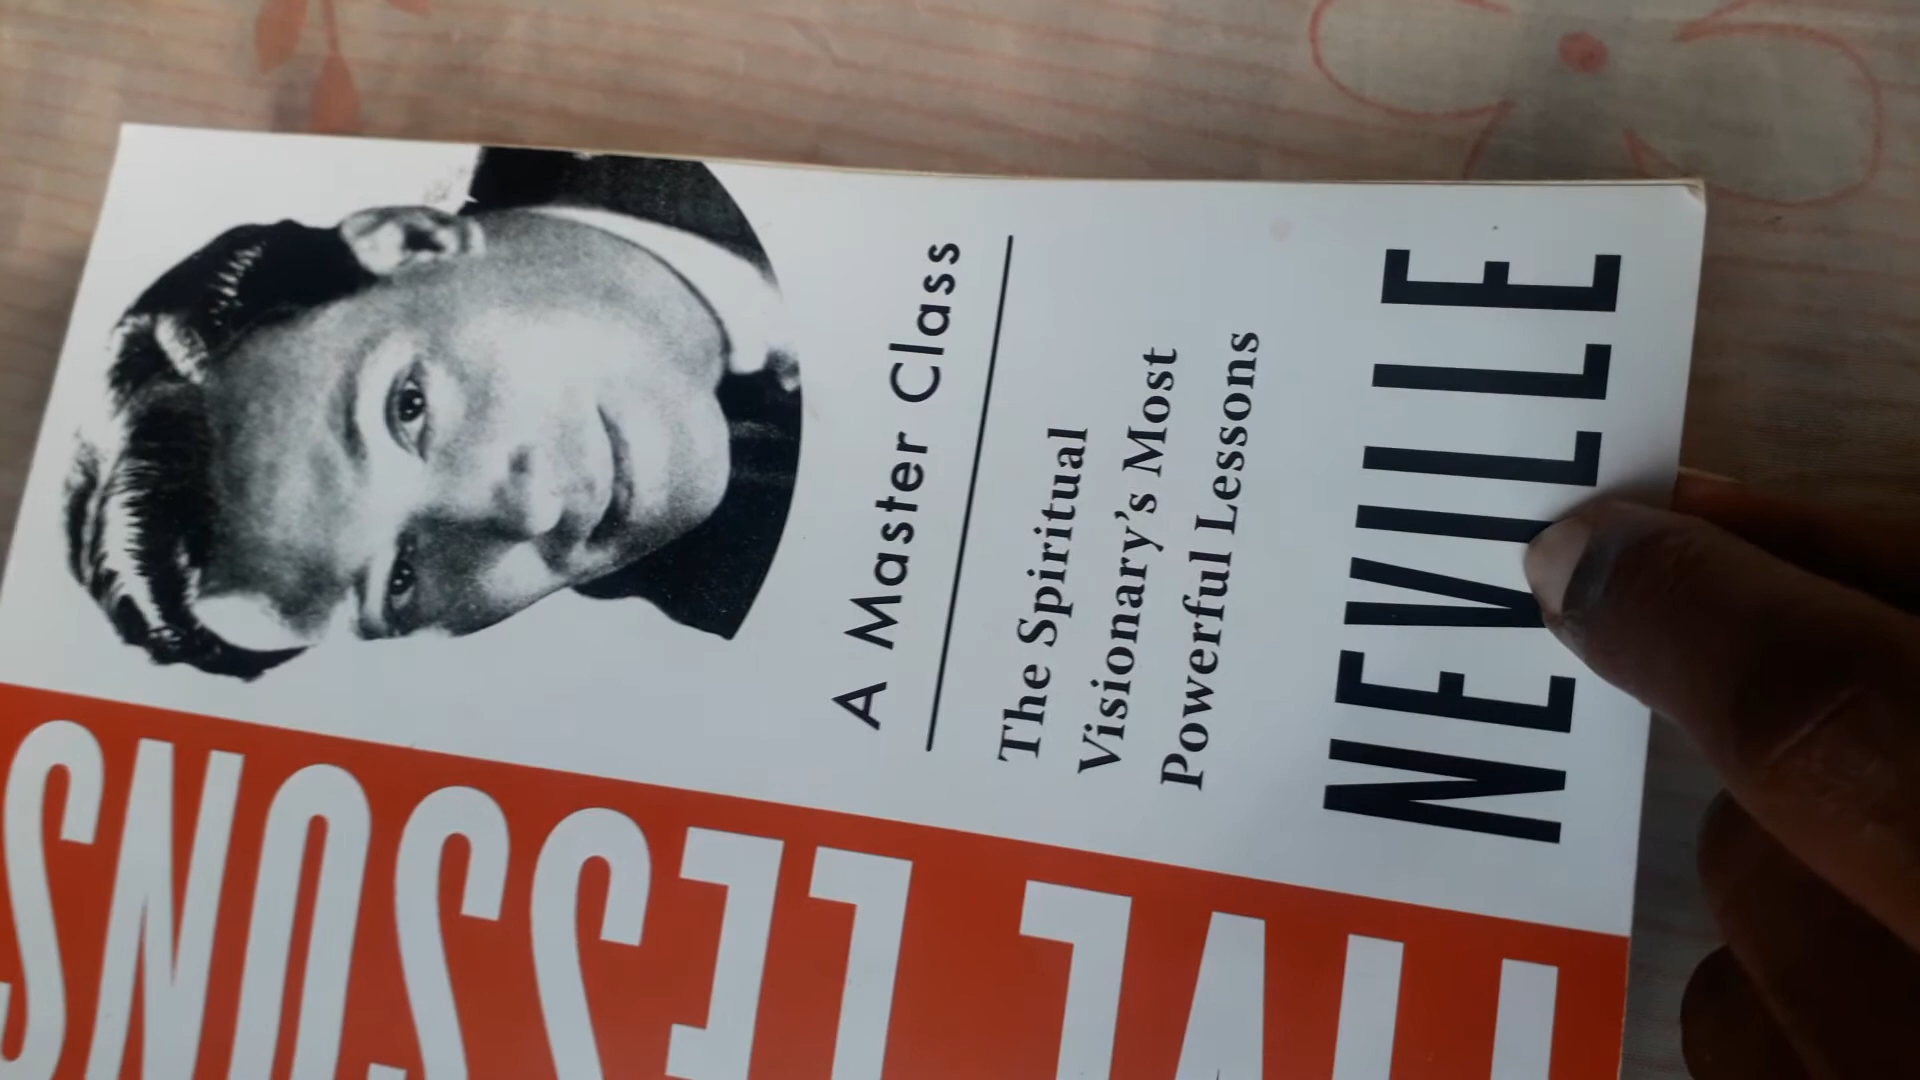 FIVE LESSONS
A Master Class
The Spiritual
Visionary's Most
Powerful Lessons
NEVILLE